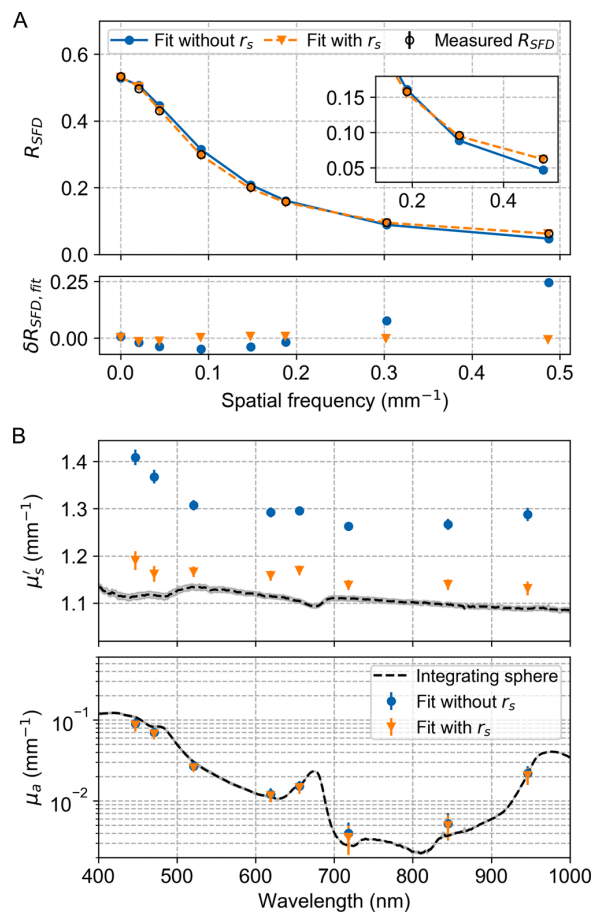 A
Fit without r_s
Fit with r_s
Measured R_SFD
0.6
0.4
0.2
0.0
R_SFD
0.15
0.10
0.05
0.2
0.4
0.25
0.00
δR_SFD, fit
0.0
0.1
0.2
0.3
0.4
0.5
Spatial frequency (mm⁻¹)
B
1.4
1.3
1.2
1.1
μ′_s (mm⁻¹)
Integrating sphere
Fit without r_s
Fit with r_s
10⁻¹
10⁻²
μ_a (mm⁻¹)
400
500
600
700
800
900
1000
Wavelength (nm)